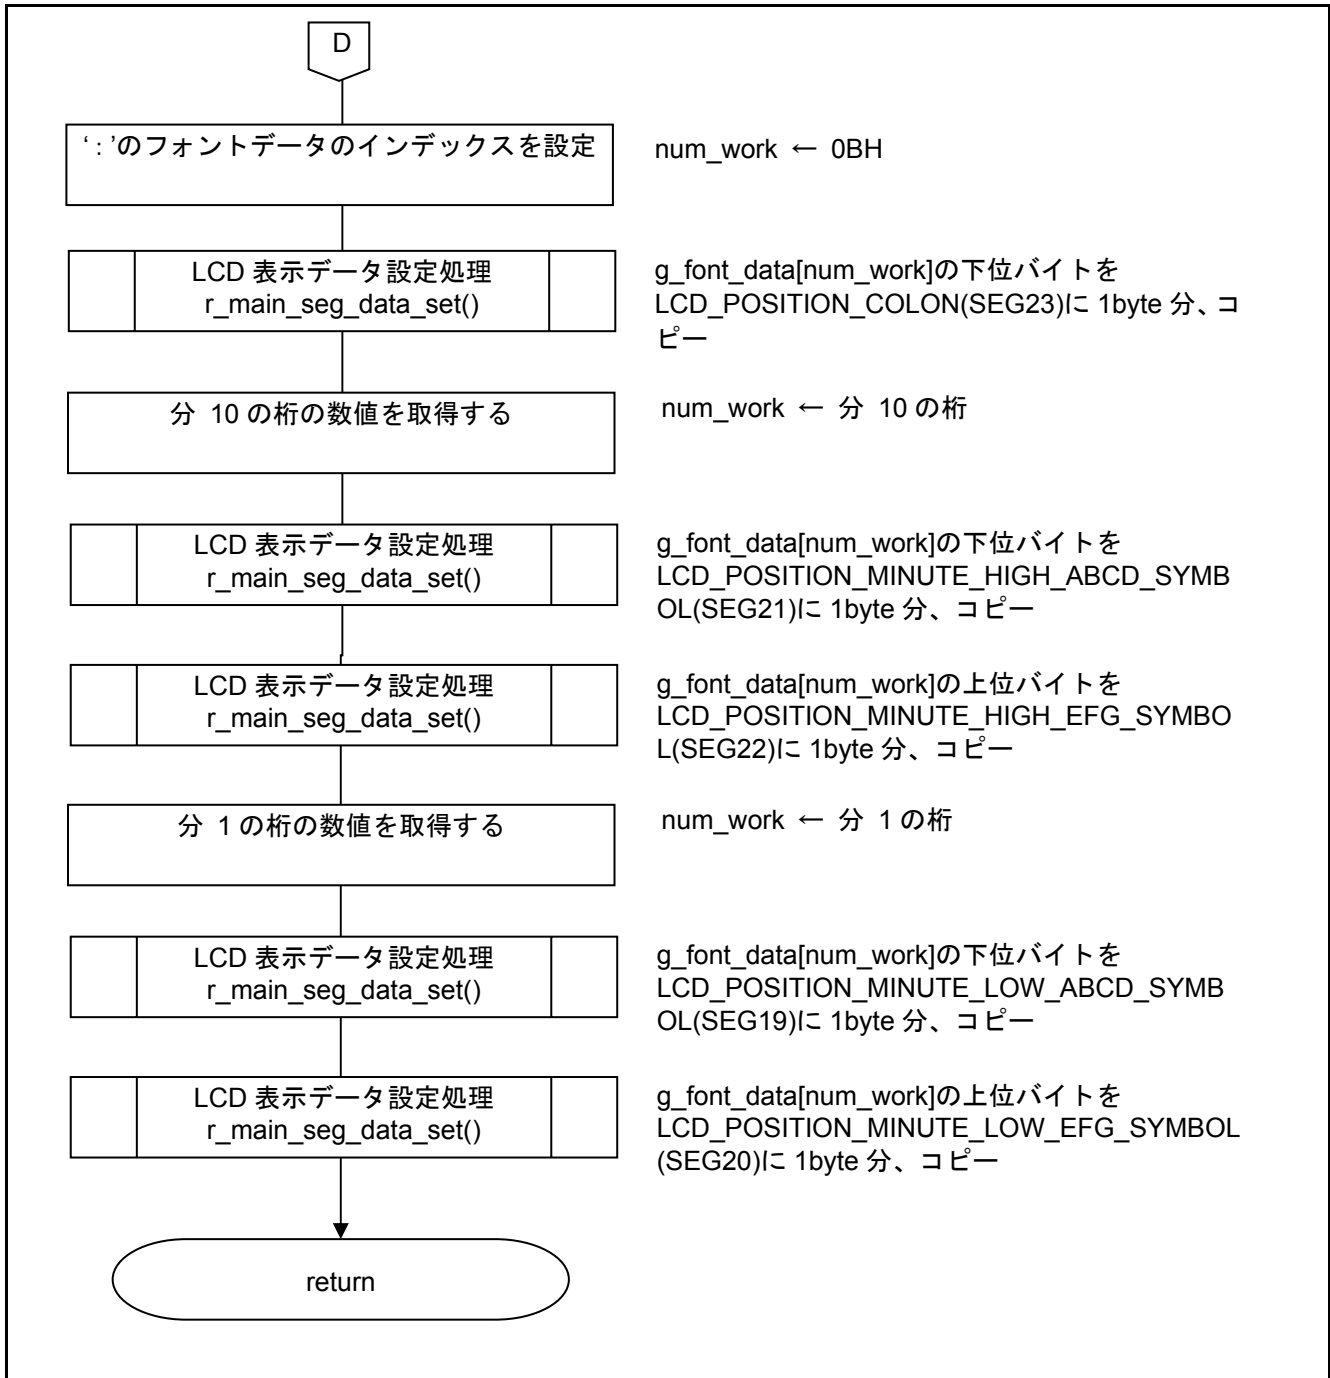 D
‘ : ’のフォントデータのインデックスを設定
num_work ← 0BH
LCD 表示データ設定処理
r_main_seg_data_set()
g_font_data[num_work]の下位バイトを
LCD_POSITION_COLON(SEG23)に 1byte 分、コ
ピー
分 10 の桁の数値を取得する
num_work ← 分 10 の桁
LCD 表示データ設定処理
r_main_seg_data_set()
g_font_data[num_work]の下位バイトを
LCD_POSITION_MINUTE_HIGH_ABCD_SYMB
OL(SEG21)に 1byte 分、コピー
LCD 表示データ設定処理
r_main_seg_data_set()
g_font_data[num_work]の上位バイトを
LCD_POSITION_MINUTE_HIGH_EFG_SYMBO
L(SEG22)に 1byte 分、コピー
分 1 の桁の数値を取得する
num_work ← 分 1 の桁
LCD 表示データ設定処理
r_main_seg_data_set()
g_font_data[num_work]の下位バイトを
LCD_POSITION_MINUTE_LOW_ABCD_SYMB
OL(SEG19)に 1byte 分、コピー
LCD 表示データ設定処理
r_main_seg_data_set()
g_font_data[num_work]の上位バイトを
LCD_POSITION_MINUTE_LOW_EFG_SYMBOL
(SEG20)に 1byte 分、コピー
return